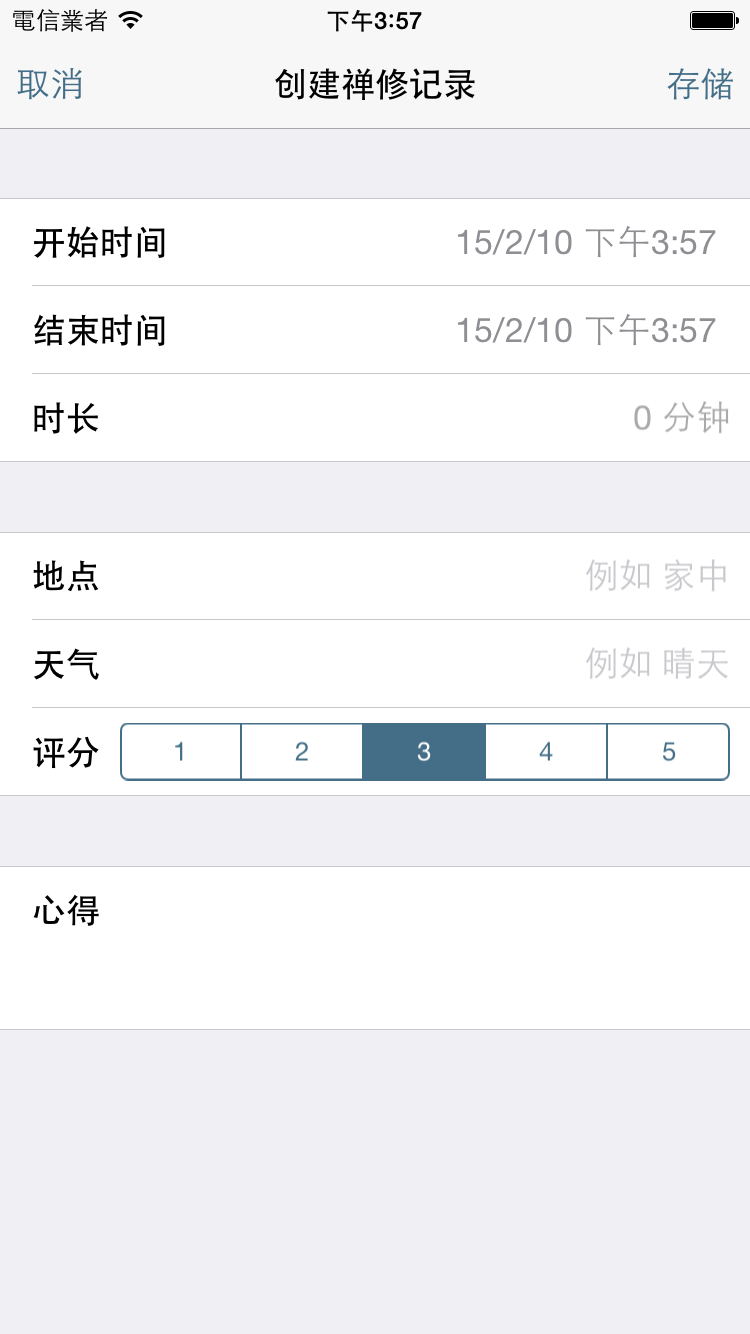 電信業者 下午3:57
取消 创建禅修记录 存储
开始时间 15/2/10 下午3:57
结束时间 15/2/10 下午3:57
时长 0 分钟
地点 例如 家中
天气 例如 晴天
评分 1 2 3 4 5
心得